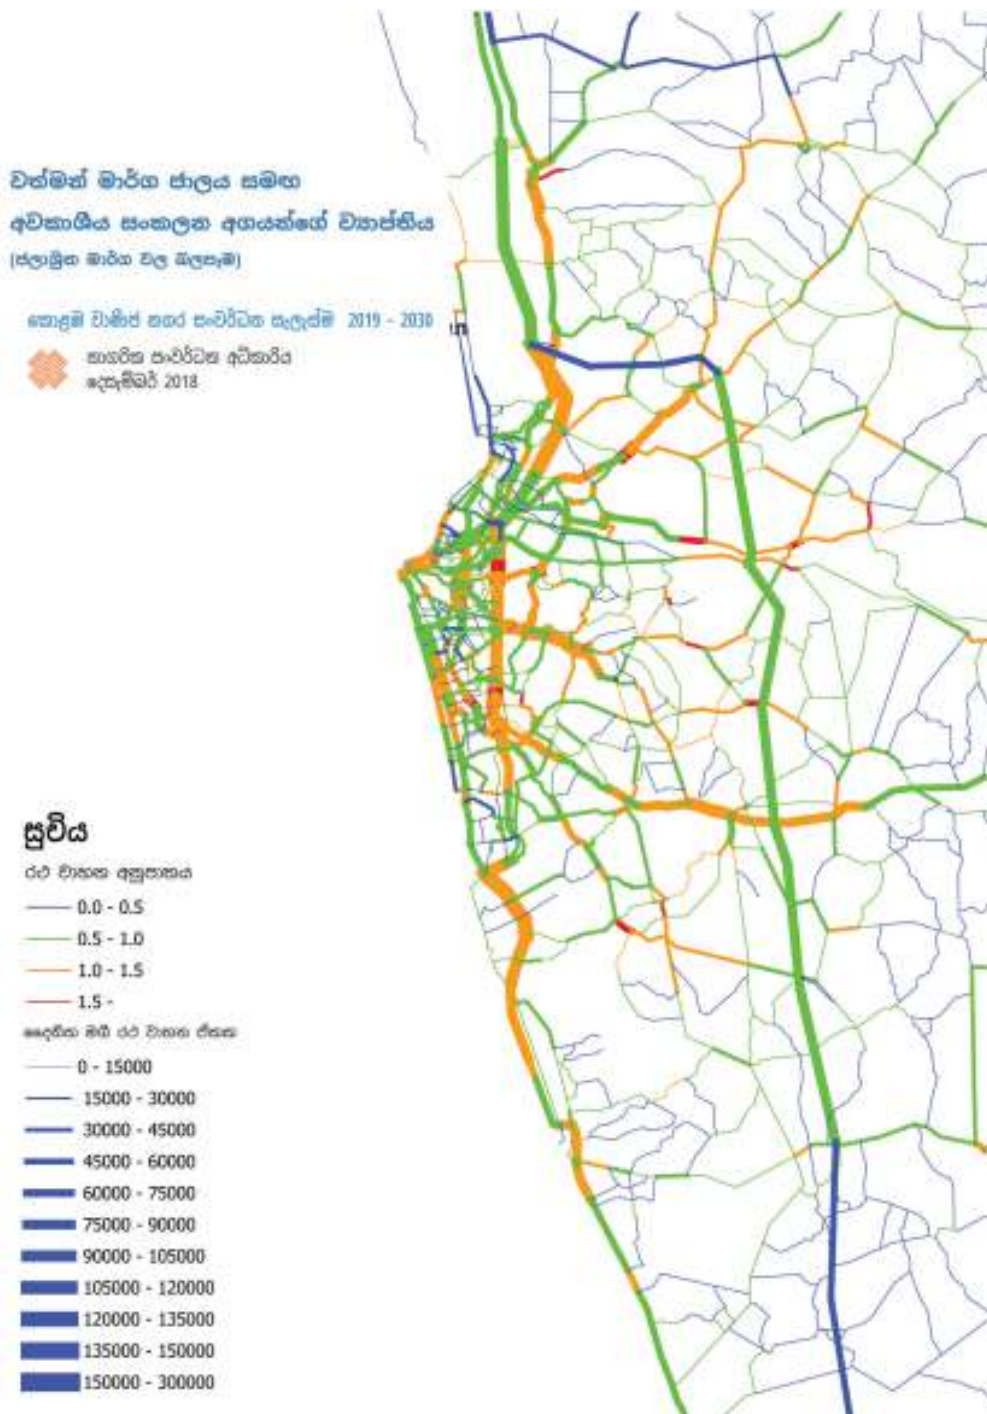 වත්මන් මාර්ග ජාලය සමඟ
අවකාශීය සංකලන අගයන්ගේ ව්‍යාප්තිය
(ජලාශ්‍රිත මාර්ග වල බලපෑම)
කොළඹ වාණිජ නගර සංවර්ධන සැලැස්ම 2019 - 2030
නාගරික සංවර්ධන අධිකාරිය
දෙසැම්බර් 2018
සූචිය
රථ වාහන අනුපාතය
0.0 - 0.5
0.5 - 1.0
1.0 - 1.5
1.5 -
දෛනික මගී රථ වාහන ඒකක
0 - 15000
15000 - 30000
30000 - 45000
45000 - 60000
60000 - 75000
75000 - 90000
90000 - 105000
105000 - 120000
120000 - 135000
135000 - 150000
150000 - 300000